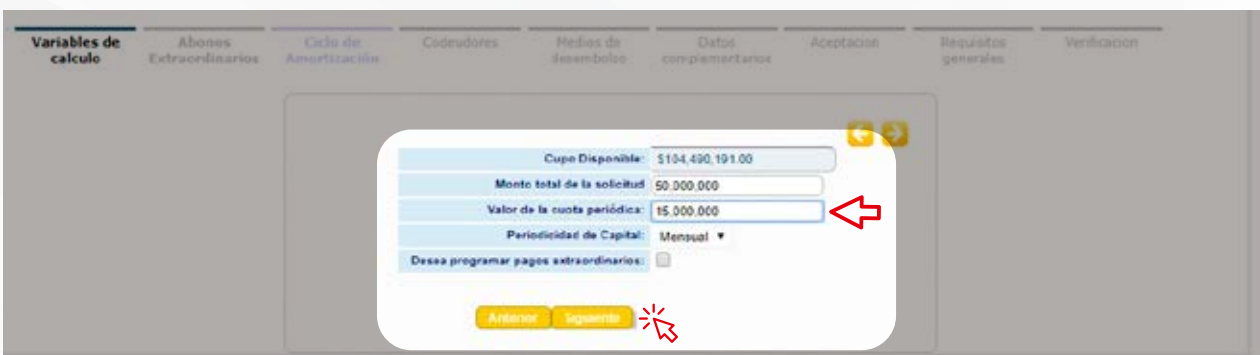 Variables de calculo
Abonos Extraordinarios
Ciclo de Amortización
Codeudores
Medios de desembolso
Datos complementarios
Aceptacion
Requisitos generales
Verificacion
Cupo Disponible: $104,490,191.00
Monto total de la solicitud 50,000,000
Valor de la cuota periódica: 15,000,000
Periodicidad de Capital: Mensual
Desea programar pagos extraordinarios:
Anterior Siguiente